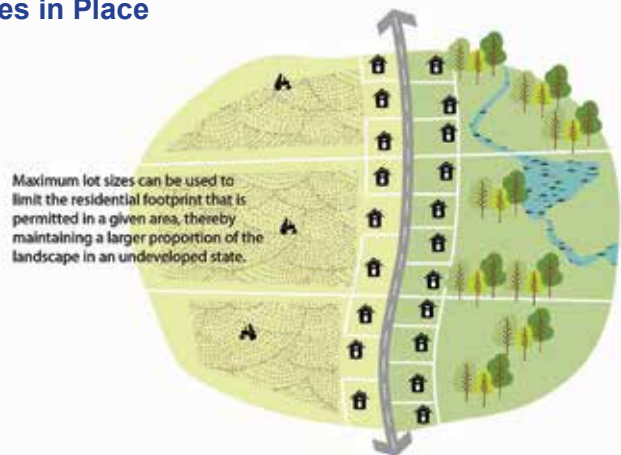 es in Place
Maximum lot sizes can be used to
limit the residential footprint that is
permitted in a given area, thereby
maintaining a larger proportion of the
landscape in an undeveloped state.